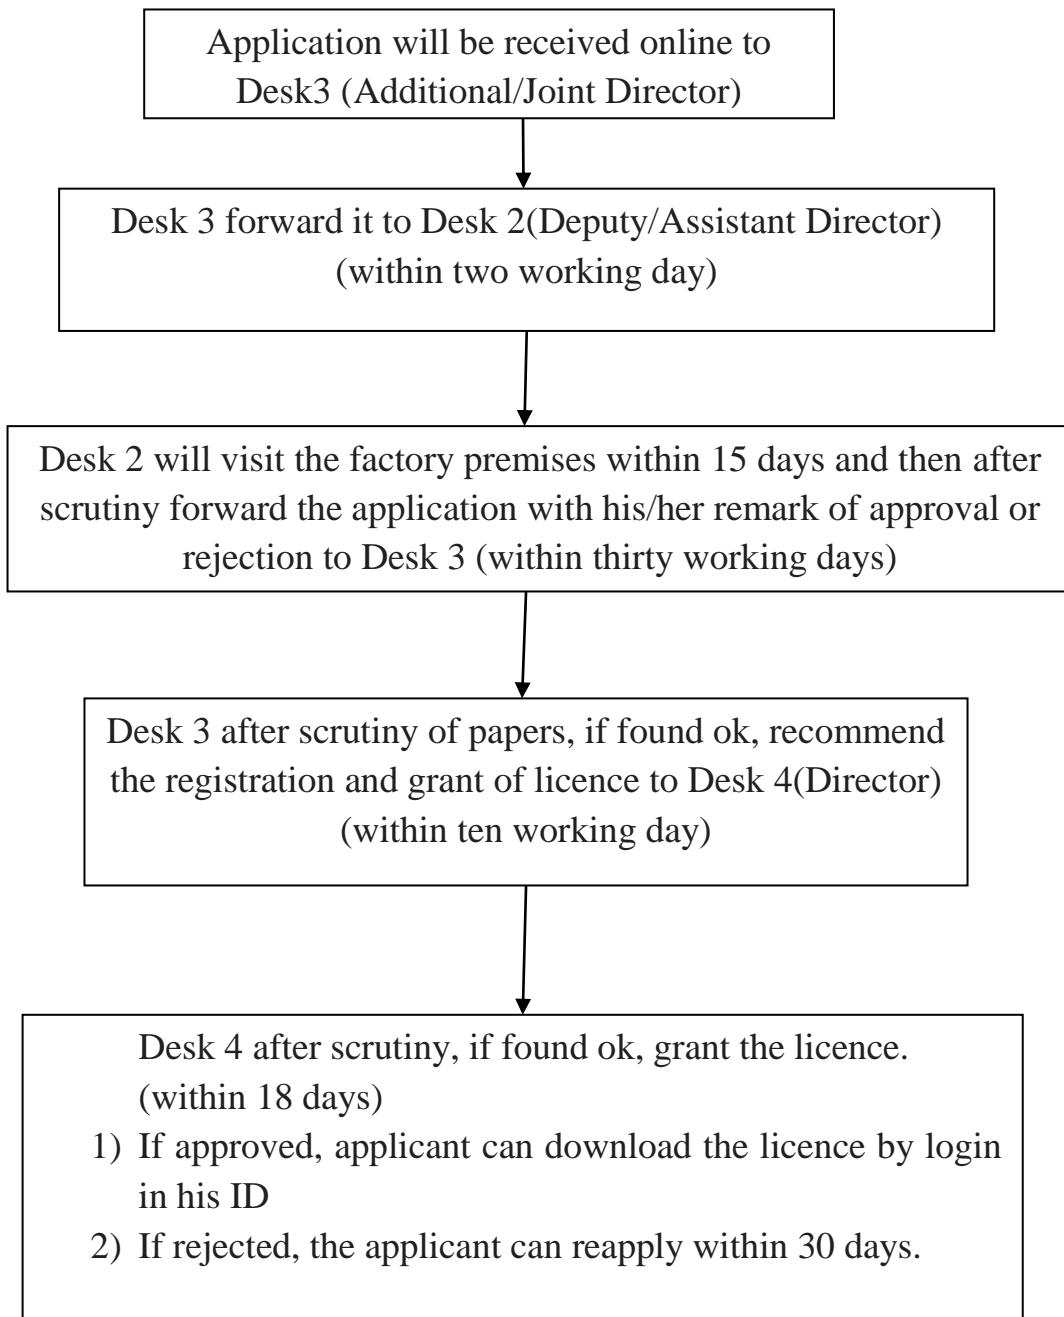 Application will be received online to
Desk3 (Additional/Joint Director)
Desk 3 forward it to Desk 2(Deputy/Assistant Director)
(within two working day)
Desk 2 will visit the factory premises within 15 days and then after
scrutiny forward the application with his/her remark of approval or
rejection to Desk 3 (within thirty working days)
Desk 3 after scrutiny of papers, if found ok, recommend
the registration and grant of licence to Desk 4(Director)
(within ten working day)
Desk 4 after scrutiny, if found ok, grant the licence.
(within 18 days)
1) If approved, applicant can download the licence by login
in his ID
2) If rejected, the applicant can reapply within 30 days.